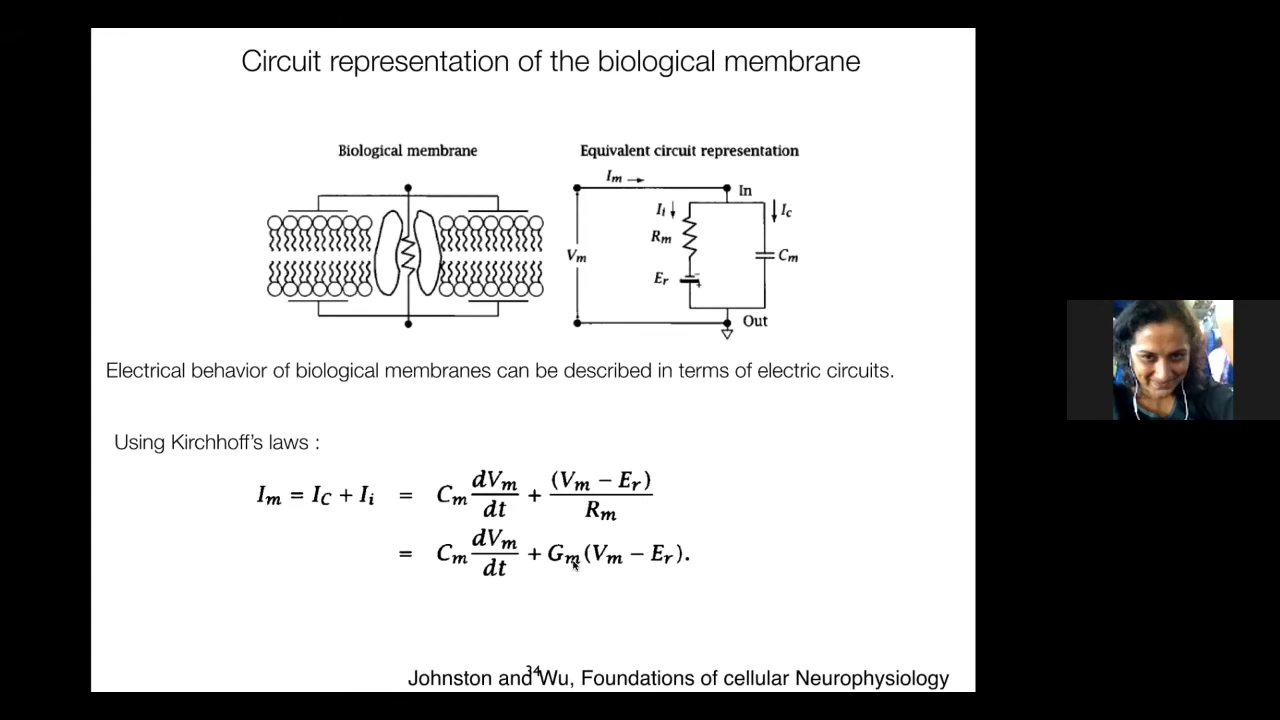 Circuit representation of the biological membrane
Biological membrane
Equivalent circuit representation
Im →
In
Ii ↓
↓ Ic
Rm
Vm
Cm
Er
Out
Electrical behavior of biological membranes can be described in terms of electric circuits.
Using Kirchhoff's laws :
Im = IC + Ii = Cm dVm/dt + (Vm − Er)/Rm
= Cm dVm/dt + Gm(Vm − Er).
34
Johnston and Wu, Foundations of cellular Neurophysiology